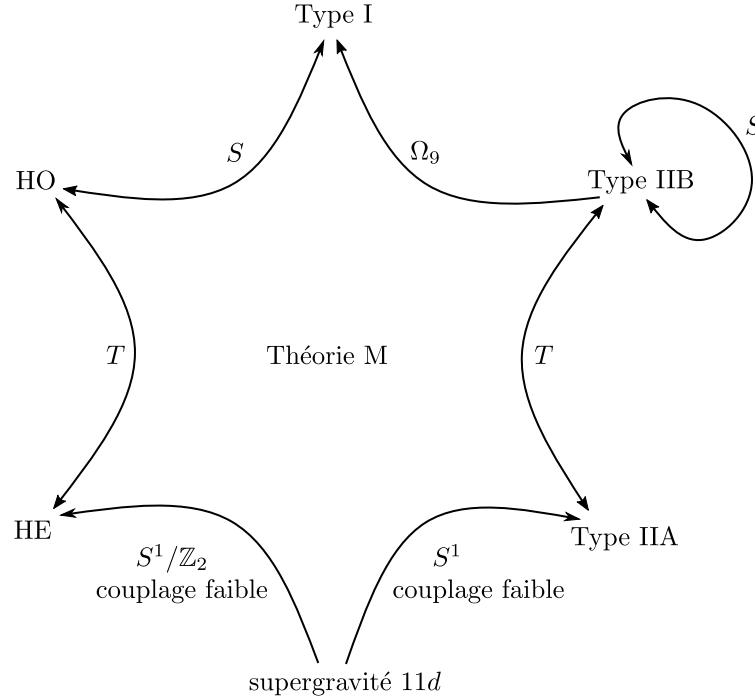 Type I
S
Ω₉
S
HO
Type IIB
T
Théorie M
T
HE
Type IIA
S¹/ℤ₂
couplage faible
S¹
couplage faible
supergravité 11d